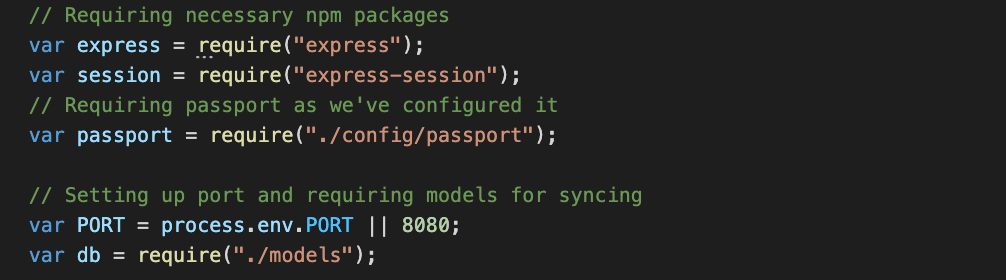 // Requiring necessary npm packages
var express = require("express");
var session = require("express-session");
// Requiring passport as we've configured it
var passport = require("./config/passport");
// Setting up port and requiring models for syncing
var PORT = process.env.PORT || 8080;
var db = require("./models");